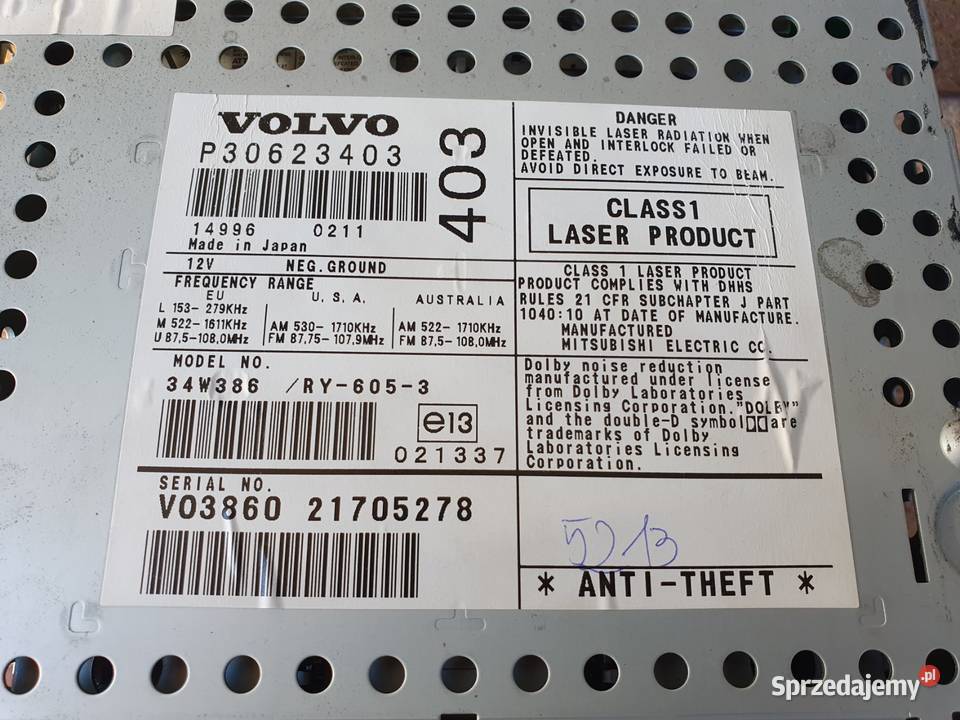 VOLVO
P30623403
403
14996 0211
Made in Japan
12V NEG.GROUND
FREQUENCY RANGE
EU
L 153- 279KHz
M 522-1611KHz
U 87,5-108,0MHz
U.S.A.
AM 530- 1710KHz
FM 87,75- 107,9MHz
AUSTRALIA
AM 522- 1710KHz
FM 87,5- 108,0MHz
MODEL NO.
34W386 /RY-605-3
e13
021337
SERIAL NO.
V03860 21705278
DANGER
INVISIBLE LASER RADIATION WHEN
OPEN AND INTERLOCK FAILED OR
DEFEATED.
AVOID DIRECT EXPOSURE TO BEAM.
CLASS1
LASER PRODUCT
CLASS 1 LASER PRODUCT
PRODUCT COMPLIES WITH DHHS
RULES 21 CFR SUBCHAPTER J PART
1040:10 AT DATE OF MANUFACTURE.
MANUFACTURED
MITSUBISHI ELECTRIC CO.
Dolby noise reduction
manufactured under license
from Dolby Laboratories
Licensing Corporation."DOLBY"
and the double-D symbol are
trademarks of Dolby
Laboratories Licensing
Corporation.
5213
* ANTI-THEFT *
Sprzedajemy.pl